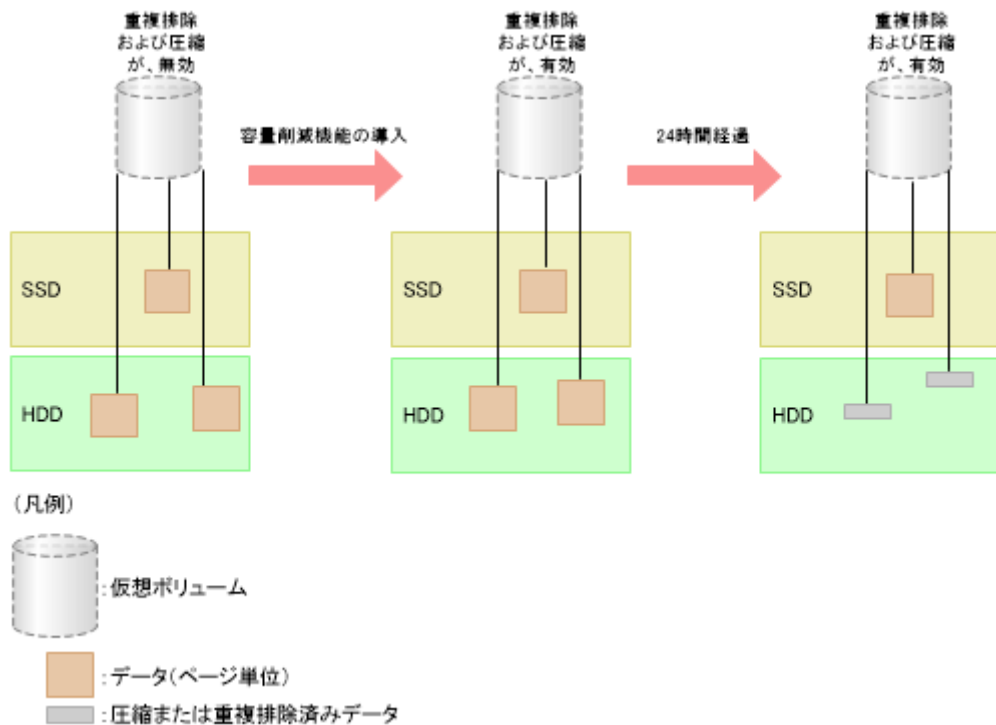 重複排除
および圧縮
が、無効
重複排除
および圧縮
が、有効
重複排除
および圧縮
が、有効
容量削減機能の導入
24時間経過
SSD
SSD
SSD
HDD
HDD
HDD
(凡例)
:仮想ボリューム
:データ(ページ単位)
:圧縮または重複排除済みデータ